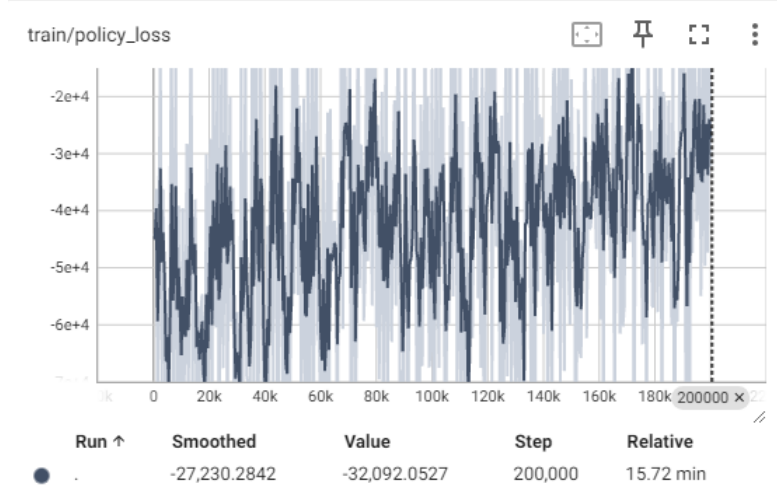 train/policy_loss
-2e+4
-3e+4
-4e+4
-5e+4
-6e+4
0 20k 40k 60k 80k 100k 120k 140k 160k 180k 200000 ×
Run ↑ Smoothed Value Step Relative
. -27,230.2842 -32,092.0527 200,000 15.72 min